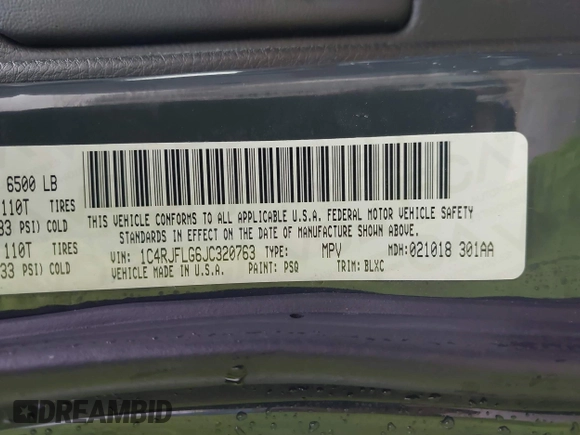 6500 LB
110T TIRES
33 PSI) COLD
110T TIRES
33 PSI) COLD
THIS VEHICLE CONFORMS TO ALL APPLICABLE U.S.A. FEDERAL MOTOR VEHICLE SAFETY
STANDARDS IN EFFECT ON THE DATE OF MANUFACTURE SHOWN ABOVE.
VIN: 1C4RJFLG6JC320763 TYPE: MPV MDH:021018 301AA
VEHICLE MADE IN U.S.A. PAINT: PSQ TRIM: BLXC
DREAMBID